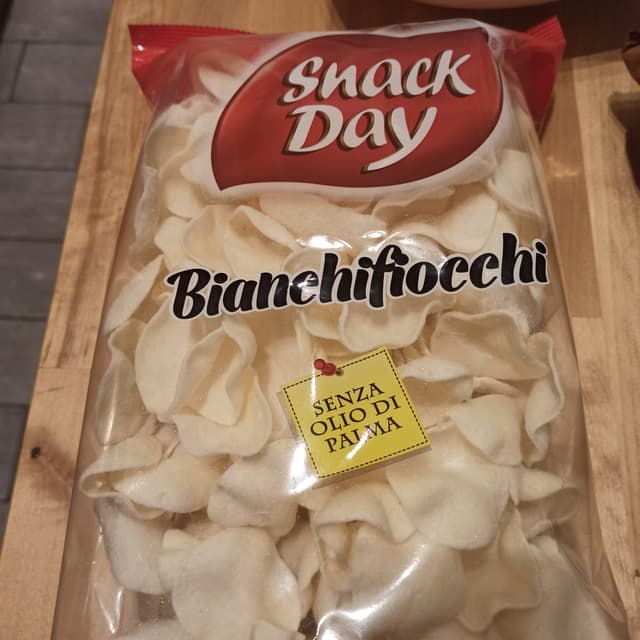 Snack
Day
Bianchifiocchi
SENZA
OLIO DI
PALMA